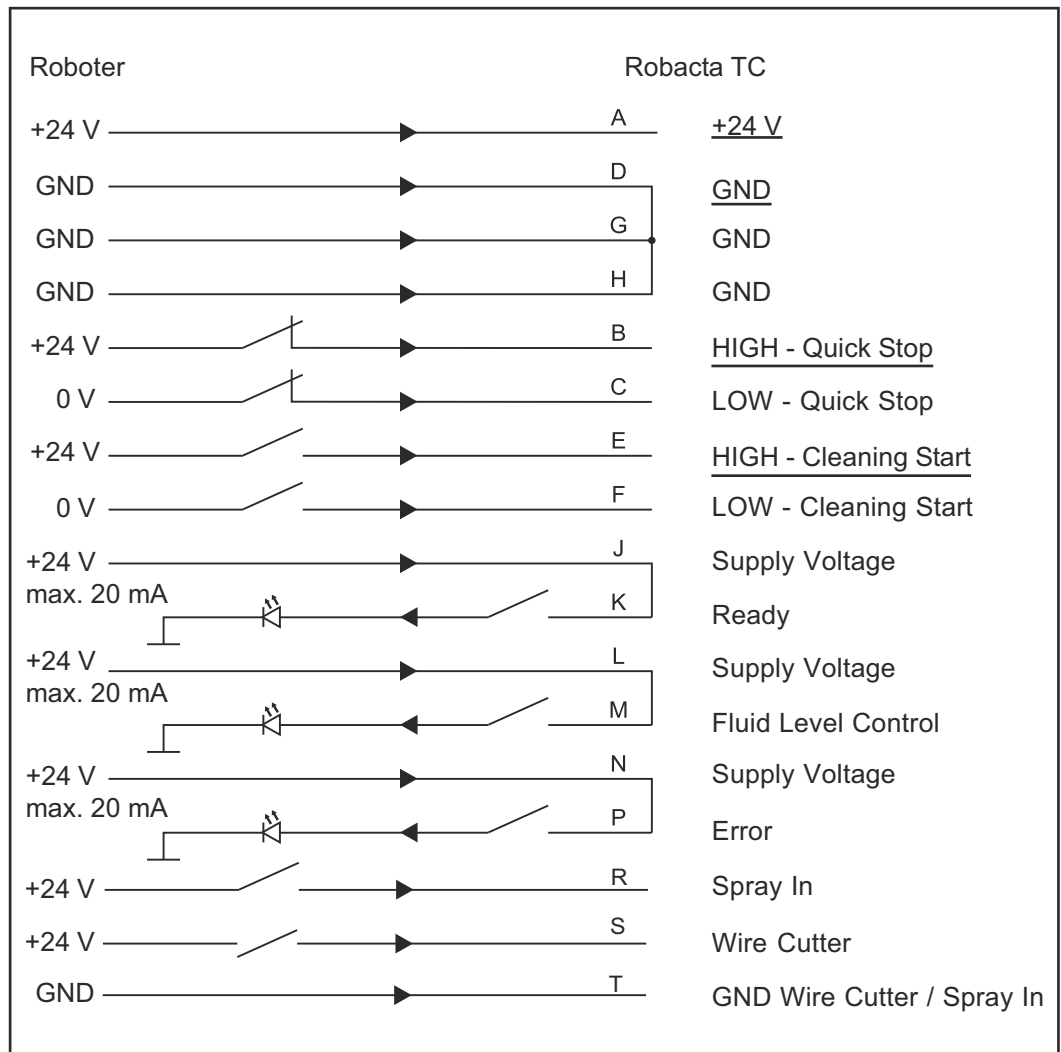 Roboter Robacta TC
+24 V A +24 V
GND D GND
GND G GND
GND H GND
+24 V B HIGH - Quick Stop
0 V C LOW - Quick Stop
+24 V E HIGH - Cleaning Start
0 V F LOW - Cleaning Start
+24 V J Supply Voltage
max. 20 mA K Ready
+24 V L Supply Voltage
max. 20 mA M Fluid Level Control
+24 V N Supply Voltage
max. 20 mA P Error
+24 V R Spray In
+24 V S Wire Cutter
GND T GND Wire Cutter / Spray In